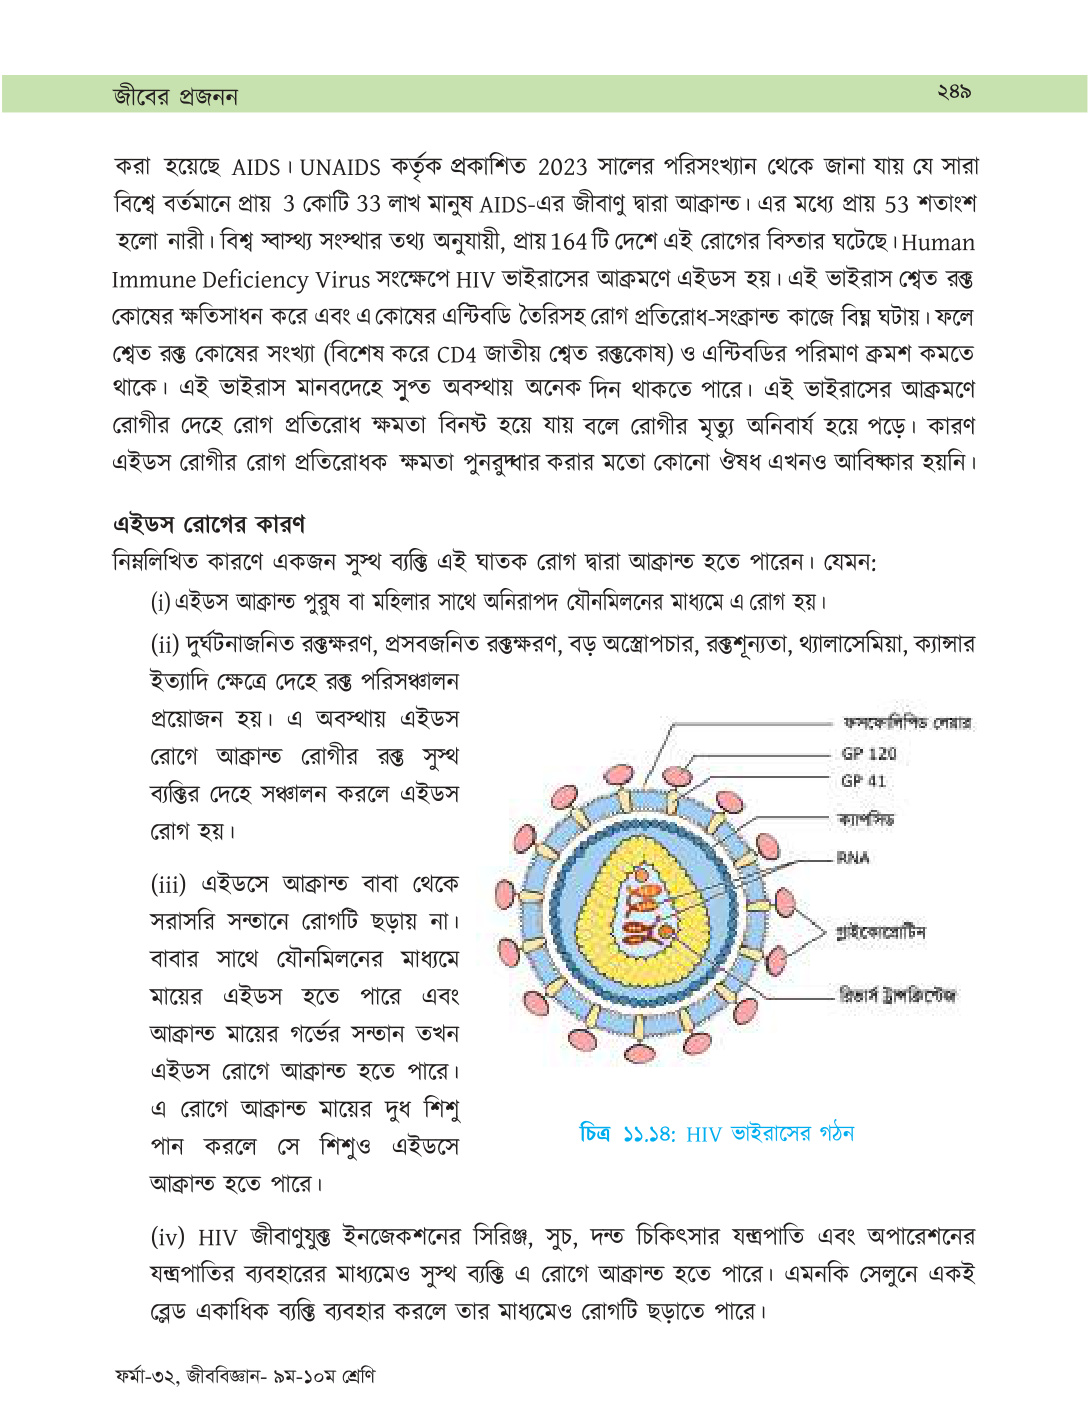 জীবের প্রজনন
২৪৯
করা হয়েছে AIDS। UNAIDS কর্তৃক প্রকাশিত 2023 সালের পরিসংখ্যান থেকে জানা যায় যে সারা
বিশ্বে বর্তমানে প্রায় 3 কোটি 33 লাখ মানুষ AIDS-এর জীবাণু দ্বারা আক্রান্ত। এর মধ্যে প্রায় 53 শতাংশ
হলো নারী। বিশ্ব স্বাস্থ্য সংস্থার তথ্য অনুযায়ী, প্রায় 164 টি দেশে এই রোগের বিস্তার ঘটেছে। Human
Immune Deficiency Virus সংক্ষেপে HIV ভাইরাসের আক্রমণে এইডস হয়। এই ভাইরাস শ্বেত রক্ত
কোষের ক্ষতিসাধন করে এবং এ কোষের এন্টিবডি তৈরিসহ রোগ প্রতিরোধ-সংক্রান্ত কাজে বিঘ্ন ঘটায়। ফলে
শ্বেত রক্ত কোষের সংখ্যা (বিশেষ করে CD4 জাতীয় শ্বেত রক্তকোষ) ও এন্টিবডির পরিমাণ ক্রমশ কমতে
থাকে। এই ভাইরাস মানবদেহে সুপ্ত অবস্থায় অনেক দিন থাকতে পারে। এই ভাইরাসের আক্রমণে
রোগীর দেহে রোগ প্রতিরোধ ক্ষমতা বিনষ্ট হয়ে যায় বলে রোগীর মৃত্যু অনিবার্য হয়ে পড়ে। কারণ
এইডস রোগীর রোগ প্রতিরোধক ক্ষমতা পুনরুদ্ধার করার মতো কোনো ঔষধ এখনও আবিষ্কার হয়নি।
এইডস রোগের কারণ
নিম্নলিখিত কারণে একজন সুস্থ ব্যক্তি এই ঘাতক রোগ দ্বারা আক্রান্ত হতে পারেন। যেমন:
(i) এইডস আক্রান্ত পুরুষ বা মহিলার সাথে অনিরাপদ যৌনমিলনের মাধ্যমে এ রোগ হয়।
(ii) দুর্ঘটনাজনিত রক্তক্ষরণ, প্রসবজনিত রক্তক্ষরণ, বড় অস্ত্রোপচার, রক্তশূন্যতা, থ্যালাসেমিয়া, ক্যান্সার
ইত্যাদি ক্ষেত্রে দেহে রক্ত পরিসঞ্চালন
প্রয়োজন হয়। এ অবস্থায় এইডস
রোগে আক্রান্ত রোগীর রক্ত সুস্থ
ব্যক্তির দেহে সঞ্চালন করলে এইডস
রোগ হয়।
(iii) এইডসে আক্রান্ত বাবা থেকে
সরাসরি সন্তানে রোগটি ছড়ায় না।
বাবার সাথে যৌনমিলনের মাধ্যমে
মায়ের এইডস হতে পারে এবং
আক্রান্ত মায়ের গর্ভের সন্তান তখন
এইডস রোগে আক্রান্ত হতে পারে।
এ রোগে আক্রান্ত মায়ের দুধ শিশু
পান করলে সে শিশুও এইডসে
আক্রান্ত হতে পারে।
ফসফোলিপিড লেয়ার
GP 120
GP 41
ক্যাপসিড
RNA
গ্লাইকোপ্রোটিন
রিভার্স ট্রান্সক্রিপ্টেজ
চিত্র ১১.১৪: HIV ভাইরাসের গঠন
(iv) HIV জীবাণুযুক্ত ইনজেকশনের সিরিঞ্জ, সুচ, দন্ত চিকিৎসার যন্ত্রপাতি এবং অপারেশনের
যন্ত্রপাতির ব্যবহারের মাধ্যমেও সুস্থ ব্যক্তি এ রোগে আক্রান্ত হতে পারে। এমনকি সেলুনে একই
ব্লেড একাধিক ব্যক্তি ব্যবহার করলে তার মাধ্যমেও রোগটি ছড়াতে পারে।
ফর্মা-৩২, জীববিজ্ঞান- ৯ম-১০ম শ্রেণি